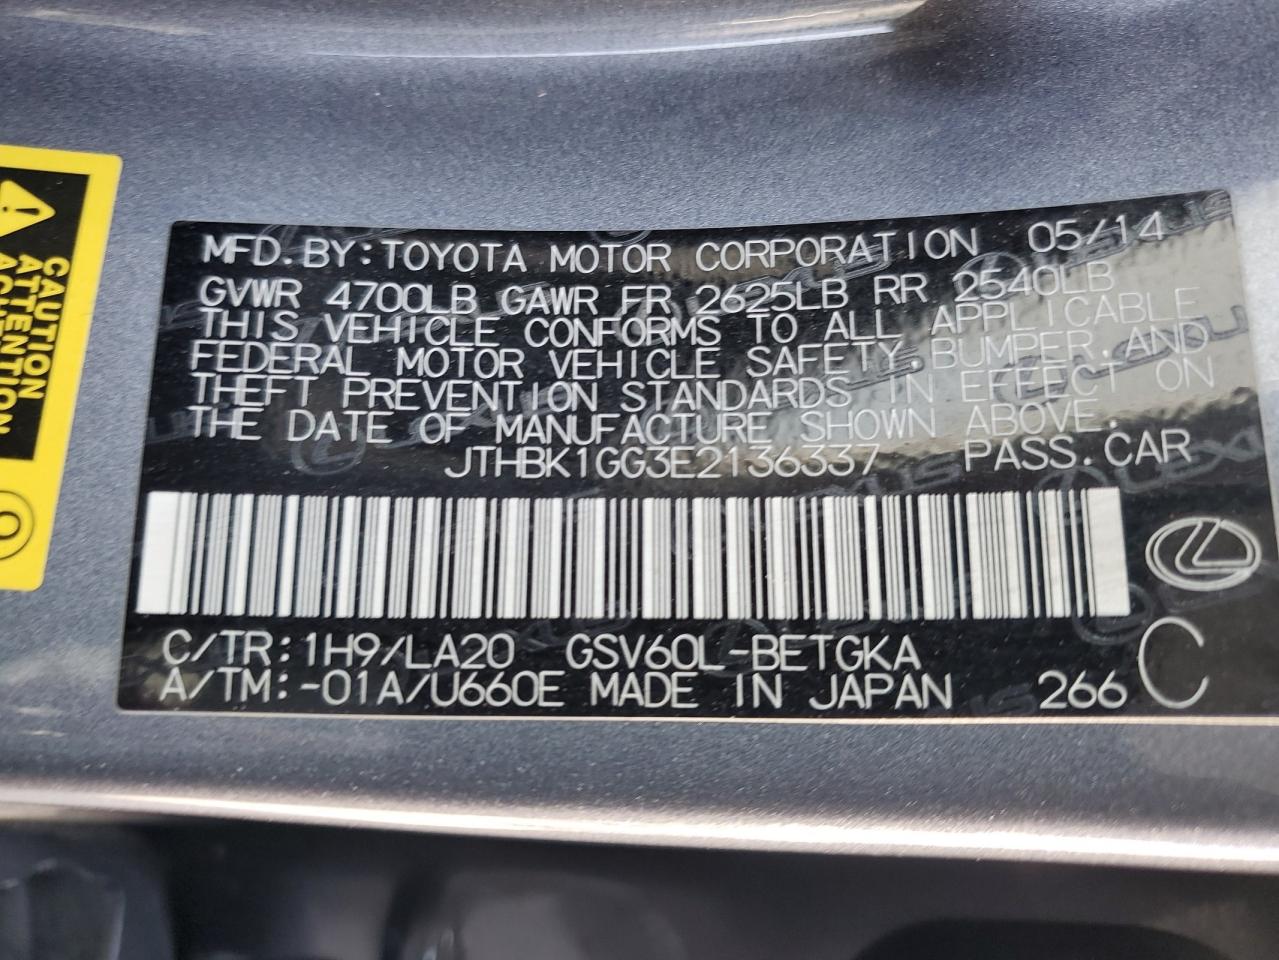 MFD.BY:TOYOTA MOTOR CORPORATION 05/14
GVWR 4700LB GAWR FR 2625LB RR 2540LB
THIS VEHICLE CONFORMS TO ALL APPLICABLE
FEDERAL MOTOR VEHICLE SAFETY,BUMPER,AND
THEFT PREVENTION STANDARDS IN EFFECT ON
THE DATE OF MANUFACTURE SHOWN ABOVE.
JTHBK1GG3E2136337 PASS.CAR
C/TR:1H9/LA20 GSV60L-BETGKA
A/TM:-01A/U660E MADE IN JAPAN 266 C
CAUTION
ATTENTION